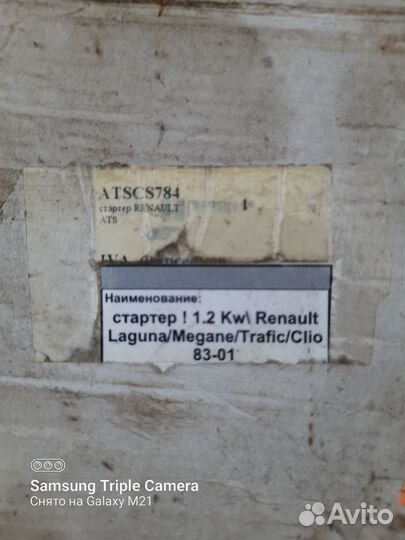 ATSCS784
стартер RENAULT 1
ATS
Наименование:
стартер ! 1.2 Kw\ Renault
Laguna/Megane/Trafic/Clio
83-01
Samsung Triple Camera
Снято на Galaxy M21
Avito